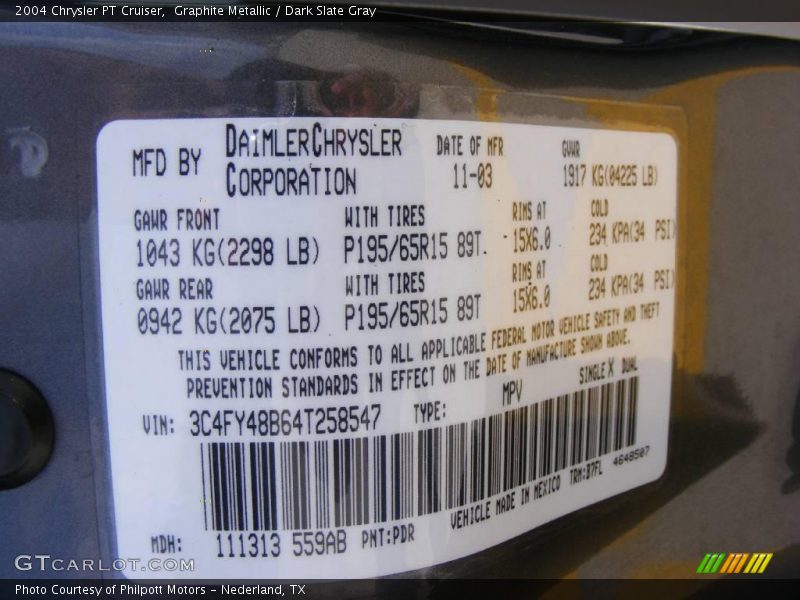 2004 Chrysler PT Cruiser,  Graphite Metallic / Dark Slate Gray
MFD BY DAIMLERCHRYSLER CORPORATION DATE OF MFR 11-03 GVWR 1917 KG(04225 LB)
GAWR FRONT WITH TIRES RIMS AT COLD
1043 KG(2298 LB) P195/65R15 89T. 15X6.0 234 KPA(34 PSI)
GAWR REAR WITH TIRES RIMS AT COLD
0942 KG(2075 LB) P195/65R15 89T 15X6.0 234 KPA(34 PSI)
THIS VEHICLE CONFORMS TO ALL APPLICABLE FEDERAL MOTOR VEHICLE SAFETY AND THEFT
PREVENTION STANDARDS IN EFFECT ON THE DATE OF MANUFACTURE SHOWN ABOVE.
VIN: 3C4FY48B64T258547 TYPE: MPV SINGLE X DUAL
VEHICLE MADE IN MEXICO TRM:B7FL 4648507
MDH: 111313 559AB PNT:PDR
GTCARLOT.COM
Photo Courtesy of Philpott Motors – Nederland, TX